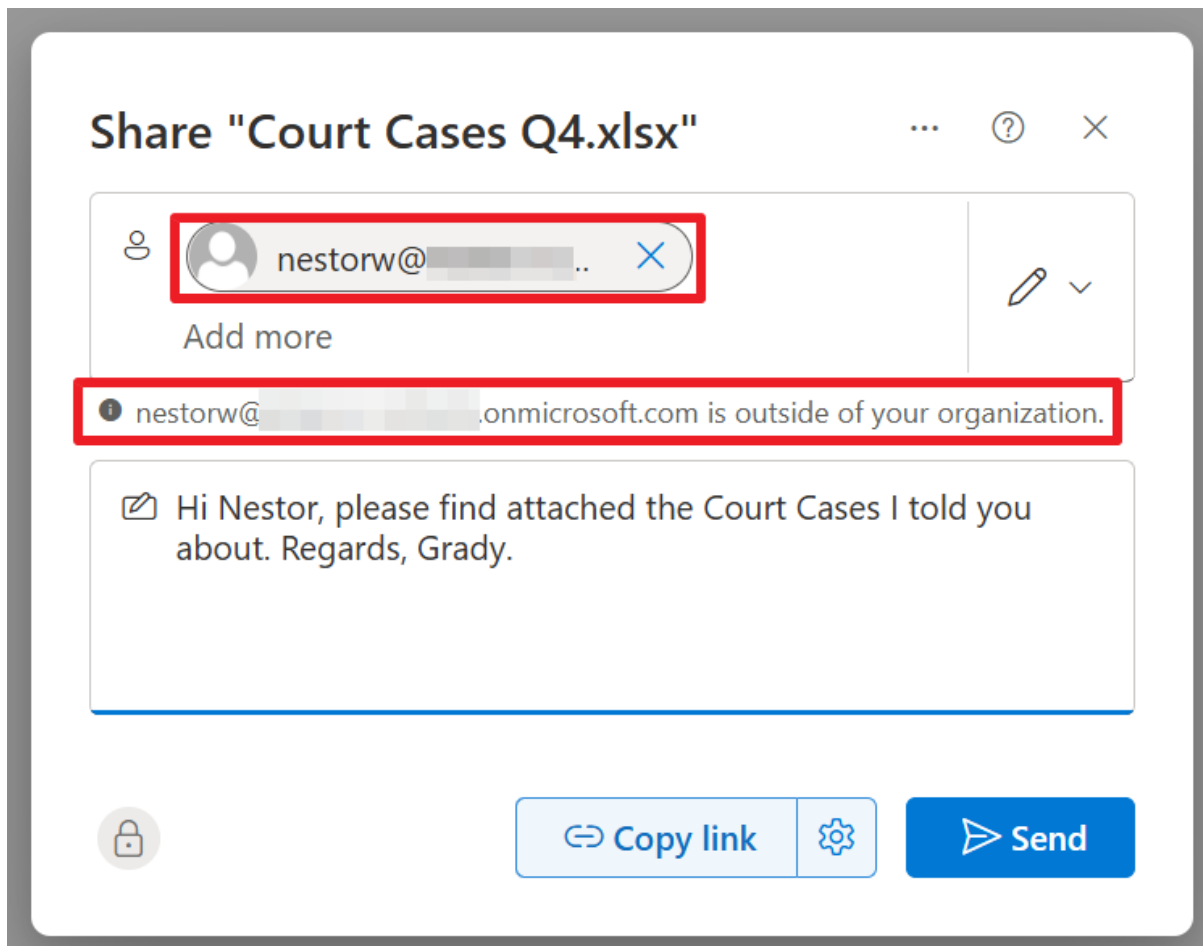 Share "Court Cases Q4.xlsx"
nestorw@ ..
Add more
nestorw@ .onmicrosoft.com is outside of your organization.
Hi Nestor, please find attached the Court Cases I told you
about. Regards, Grady.
Copy link
Send